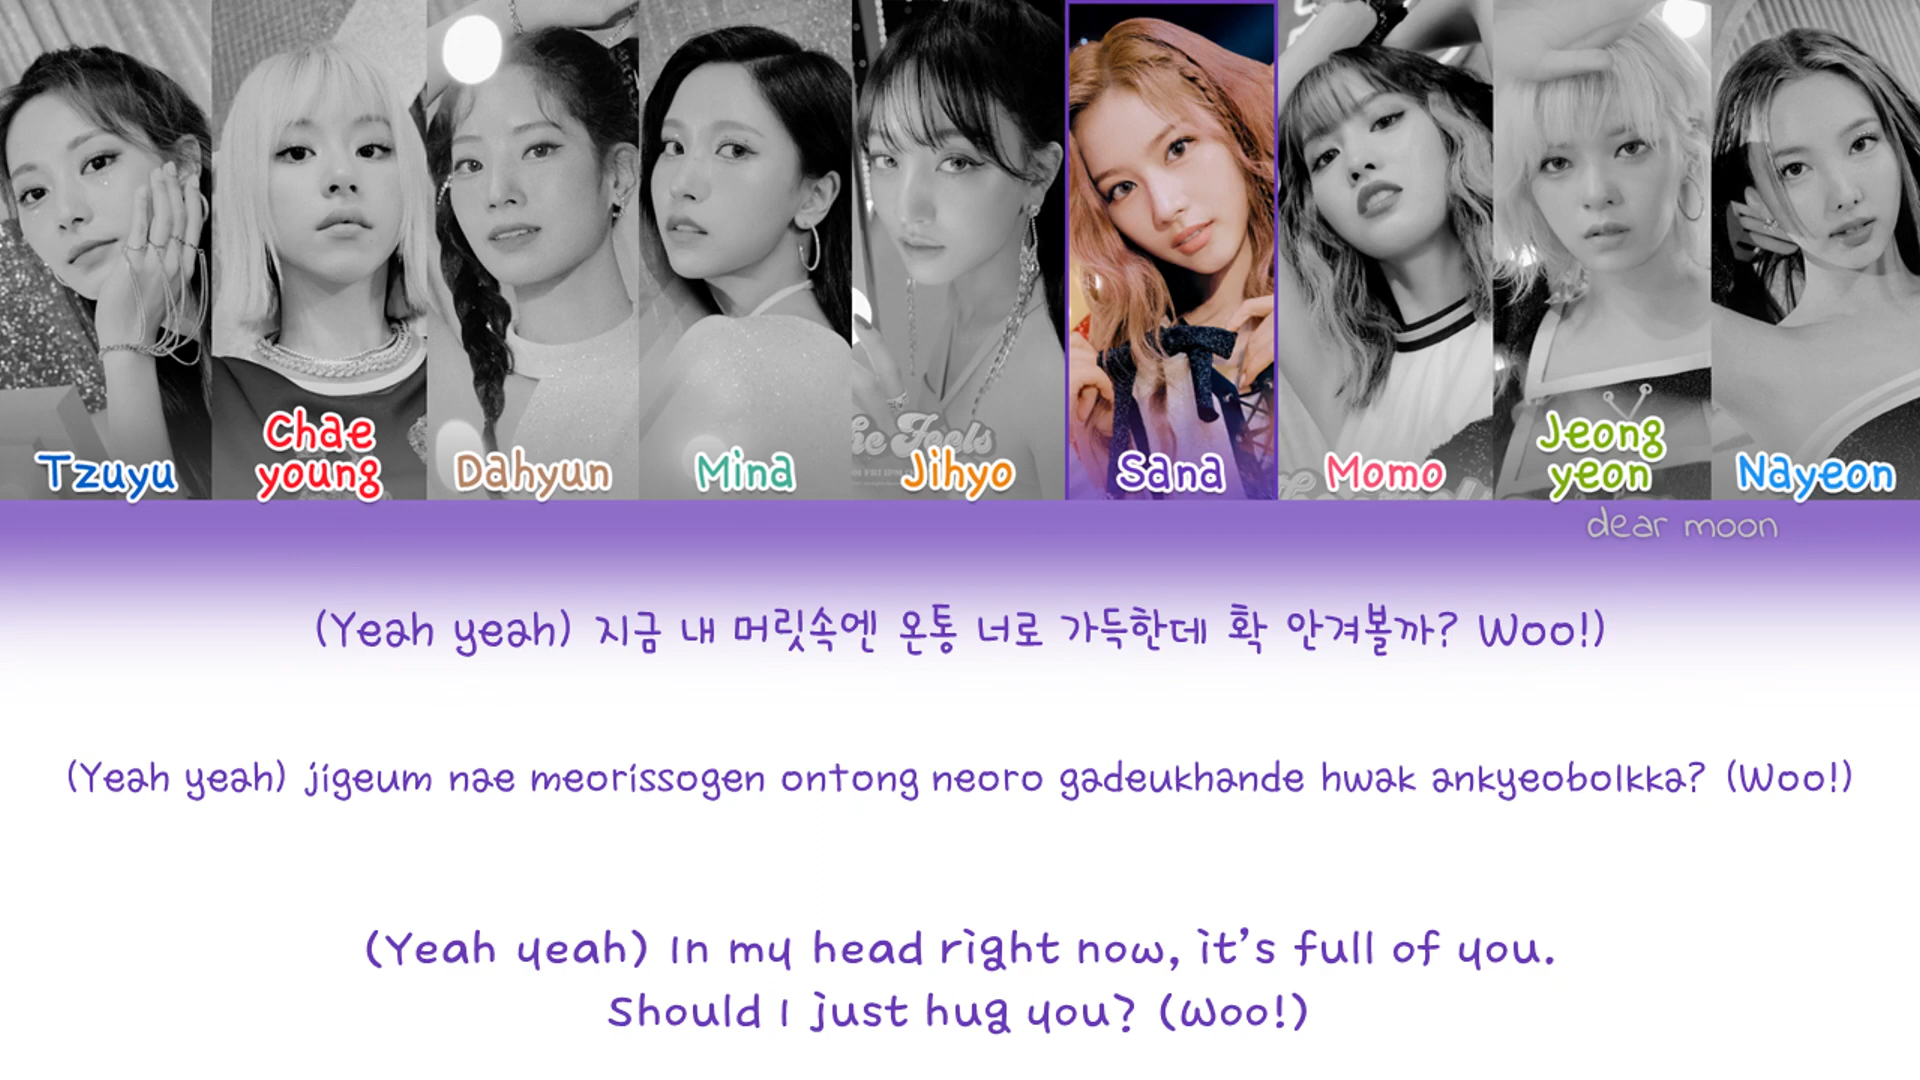 Tzuyu
Chae
young
Dahyun
Mina
he Feels
Jihyo
Sana
Momo
Jeong
yeon
Nayeon
dear moon
(Yeah yeah) 지금 내 머릿속엔 온통 너로 가득한데 확 안겨볼까? Woo!)
(Yeah yeah) jigeum nae meorissogen ontong neoro gadeukhande hwak ankyeobolkka? (Woo!)
(Yeah yeah) In my head right now, it's full of you.
Should I just hug you? (Woo!)